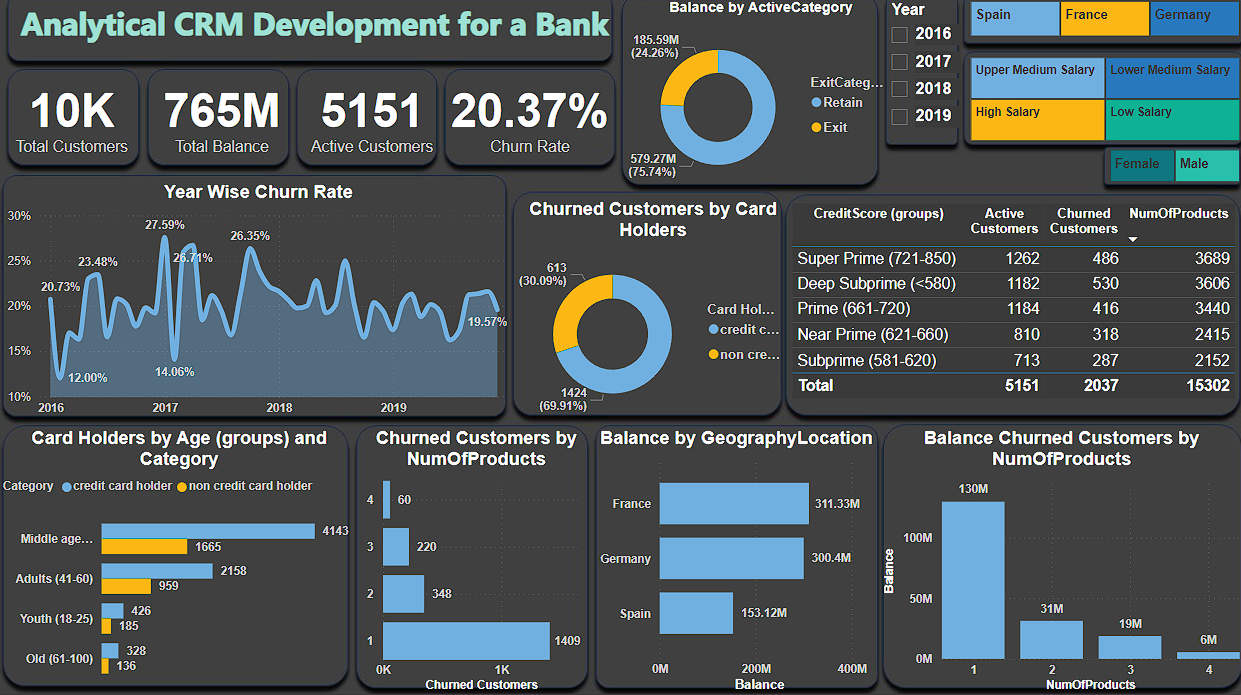 Analytical CRM Development for a Bank
10K
Total Customers
765M
Total Balance
5151
Active Customers
20.37%
Churn Rate
Balance by ActiveCategory
185.59M
(24.26%)
579.27M
(75.74%)
ExitCateg...
Retain
Exit
Year
2016
2017
2018
2019
Spain
France
Germany
Upper Medium Salary
Lower Medium Salary
High Salary
Low Salary
Female
Male
Year Wise Churn Rate
30%
25%
20%
15%
10%
20.73%
12.00%
23.48%
27.59%
14.06%
26.71%
26.35%
19.57%
2016
2017
2018
2019
Churned Customers by Card
Holders
613
(30.09%)
1424
(69.91%)
Card Hol...
credit c...
non cre...
CreditScore (groups) Active Customers Churned Customers NumOfProducts
Super Prime (721-850) 1262 486 3689
Deep Subprime (<580) 1182 530 3606
Prime (661-720) 1184 416 3440
Near Prime (621-660) 810 318 2415
Subprime (581-620) 713 287 2152
Total 5151 2037 15302
Card Holders by Age (groups) and
Category
Category credit card holder non credit card holder
Middle age... 4143
1665
Adults (41-60) 2158
959
Youth (18-25) 426
185
Old (61-100) 328
136
Churned Customers by
NumOfProducts
4 60
3 220
2 348
1 1409
0K 1K
Churned Customers
Balance by GeographyLocation
France 311.33M
Germany 300.4M
Spain 153.12M
0M 200M 400M
Balance
Balance Churned Customers by
NumOfProducts
Balance
100M
50M
0M
130M
31M
19M
6M
1 2 3 4
NumOfProducts